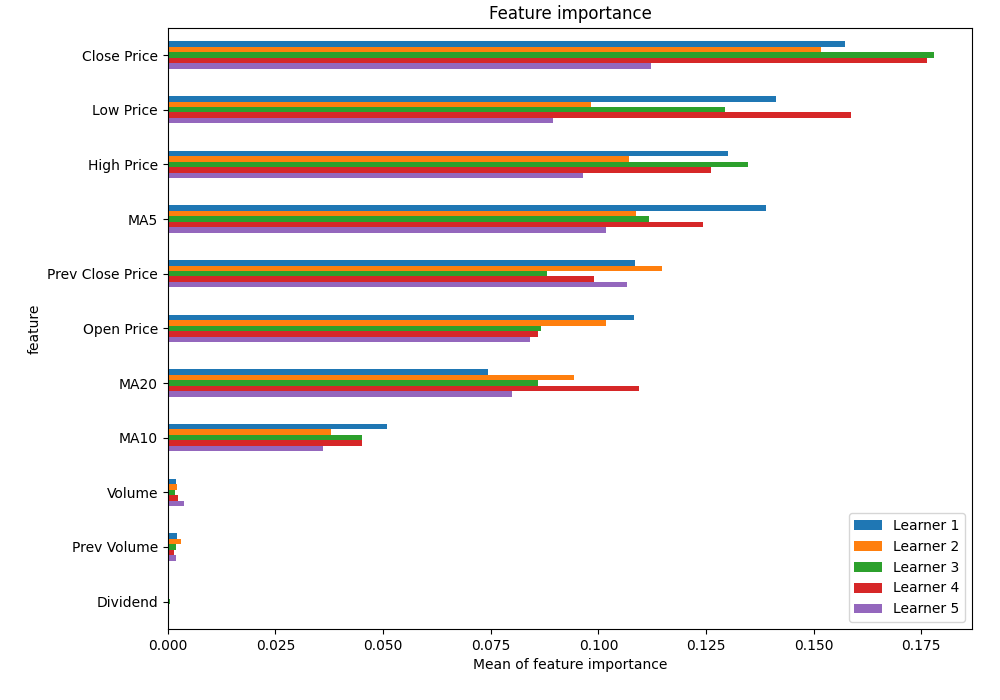 Feature importance
Close Price
Low Price
High Price
MA5
Prev Close Price
Open Price
MA20
MA10
Volume
Prev Volume
Dividend
feature
0.000 0.025 0.050 0.075 0.100 0.125 0.150 0.175
Mean of feature importance
Learner 1
Learner 2
Learner 3
Learner 4
Learner 5